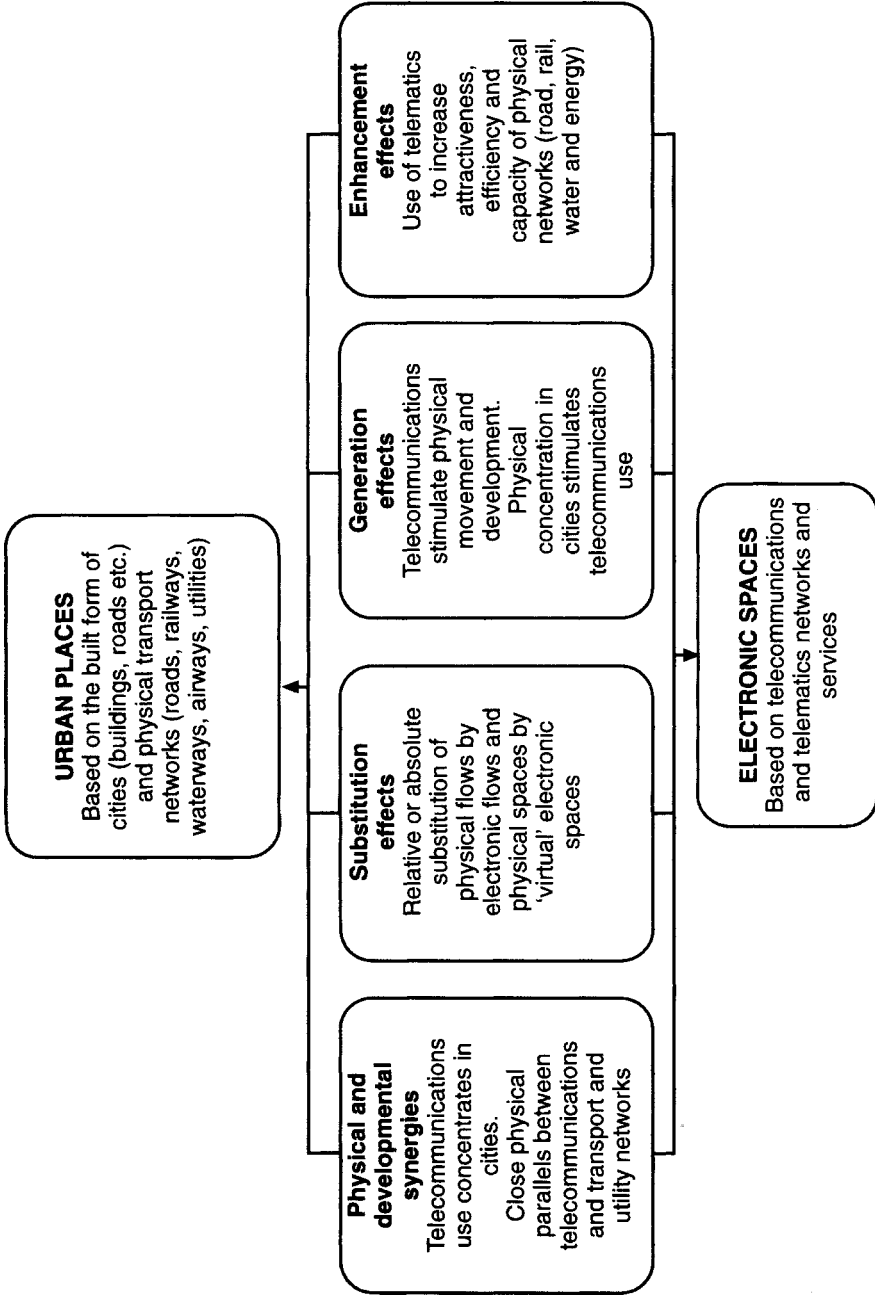 URBAN PLACES
Based on the built form of
cities (buildings, roads etc.)
and physical transport
networks (roads, railways,
waterways, airways, utilities)
Physical and
developmental
synergies
Telecommunications
use concentrates in
cities.
Close physical
parallels between
telecommunications
and transport and
utility networks
Substitution
effects
Relative or absolute
substitution of
physical flows by
electronic flows and
physical spaces by
‘virtual’ electronic
spaces
Generation
effects
Telecommunications
stimulate physical
movement and
development.
Physical
concentration in
cities stimulates
telecommunications
use
Enhancement
effects
Use of telematics
to increase
attractiveness,
efficiency and
capacity of physical
networks (road, rail,
water and energy)
ELECTRONIC SPACES
Based on telecommunications
and telematics networks and
services